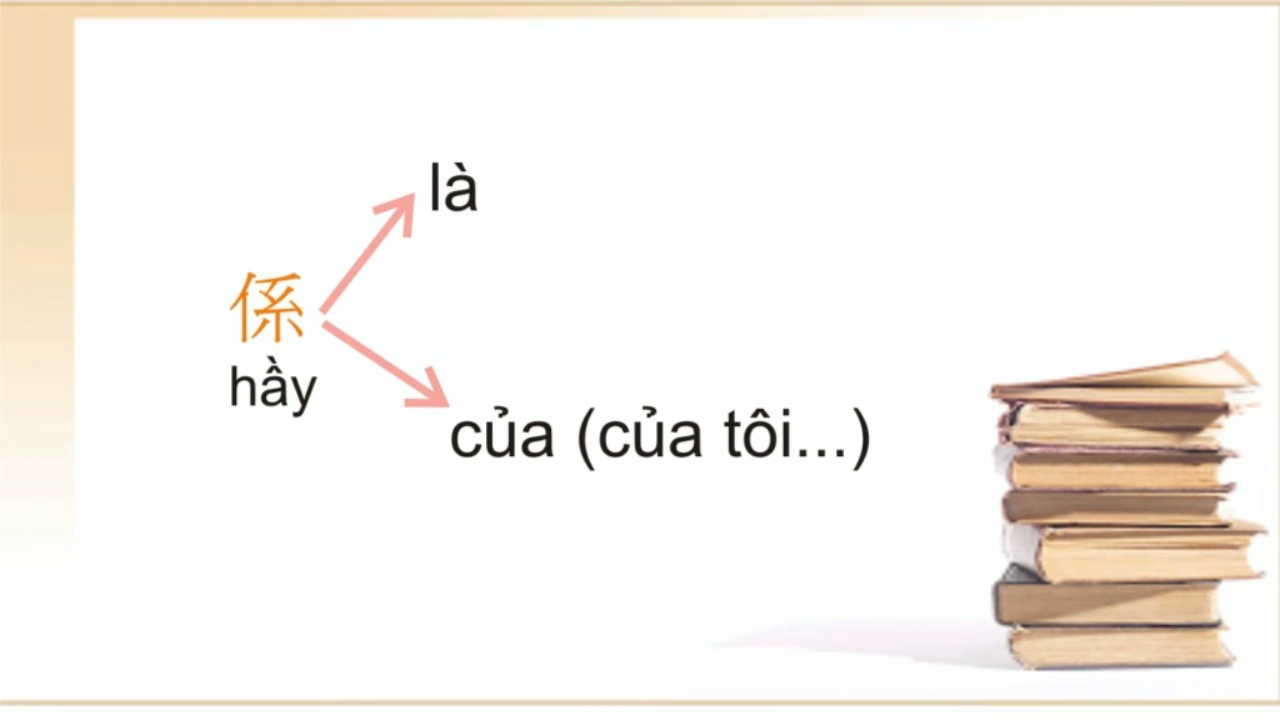 là
係
hầy
của (của tôi...)